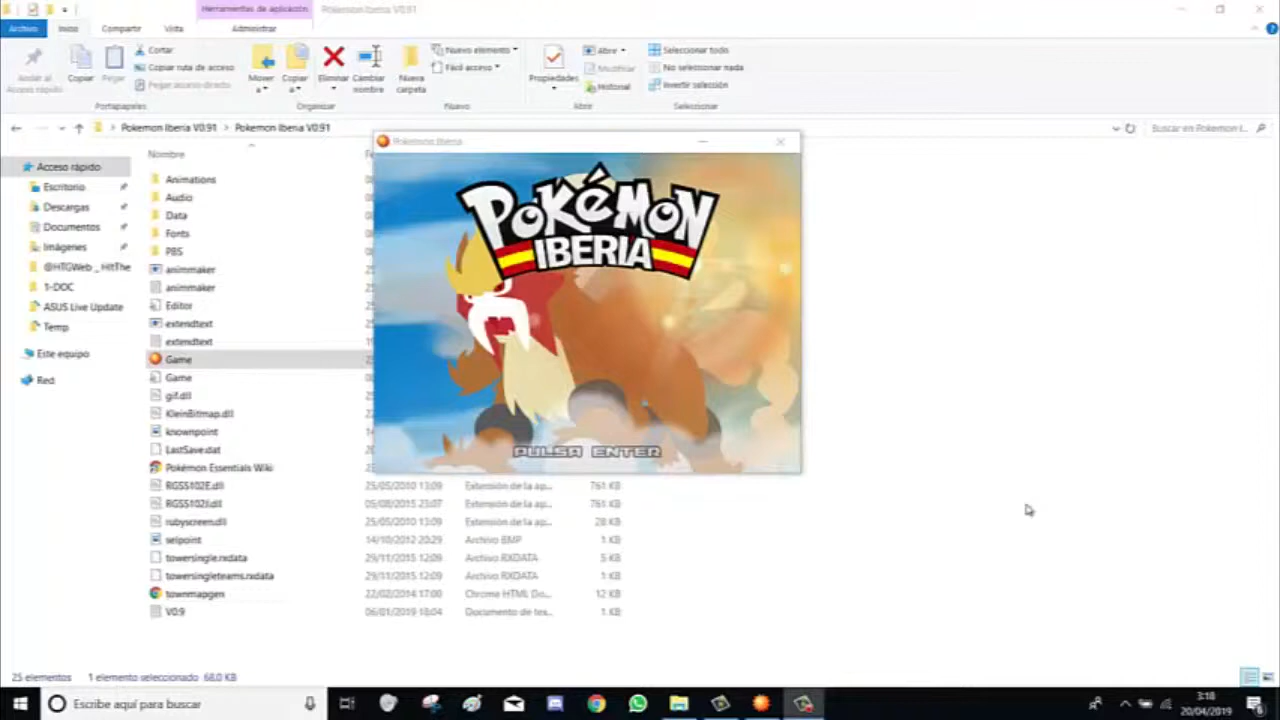 Herramientas de aplicación
Pokemon Iberia V0.91
Archivo
Inicio
Compartir
Vista
Administrar
Anclar al
Acceso rápido
Copiar
Pegar
Cortar
Copiar ruta de acceso
Pegar acceso directo
Portapapeles
Mover
a
Copiar
a
Eliminar
Cambiar
nombre
Organizar
Nueva
carpeta
Nuevo elemento
Fácil acceso
Nuevo
Propiedades
Abrir
Modificar
Historial
Abrir
Seleccionar todo
No seleccionar nada
Invertir selección
Seleccionar
Pokemon Iberia V0.91 > Pokemon Iberia V0.91
Buscar en Pokemon I...
Acceso rápido
Escritorio
Descargas
Documentos
Imágenes
@HTGWeb _ HitThe
1-DOC
ASUS Live Update
Temp
Este equipo
Red
Nombre
Animations
Audio
Data
Fonts
PBS
animmaker
animmaker
Editor
extendtext
extendtext
Game
Game
gif.dll
KleinBitmap.dll
knownpoint
LastSave.dat
Pokémon Essentials Wiki
RGSS102E.dll 25/05/2010 13:09 Extensión de la ap... 761 KB
RGSS102J.dll 05/08/2015 23:07 Extensión de la ap... 761 KB
rubyscreen.dll 25/05/2010 13:09 Extensión de la ap... 28 KB
selpoint 14/10/2012 20:29 Archivo BMP 1 KB
towersingle.rxdata 29/11/2015 12:09 Archivo RXDATA 5 KB
towersingleteams.rxdata 29/11/2015 12:09 Archivo RXDATA 1 KB
townmapgen 22/02/2014 17:00 Chrome HTML Do... 12 KB
V0.9 06/01/2019 18:04 Documento de tex... 1 KB
Pokemon Iberia
POKéMON
IBERIA
PULSA ENTER
25 elementos 1 elemento seleccionado 68,0 KB
Escribe aquí para buscar
3:18
20/04/2019